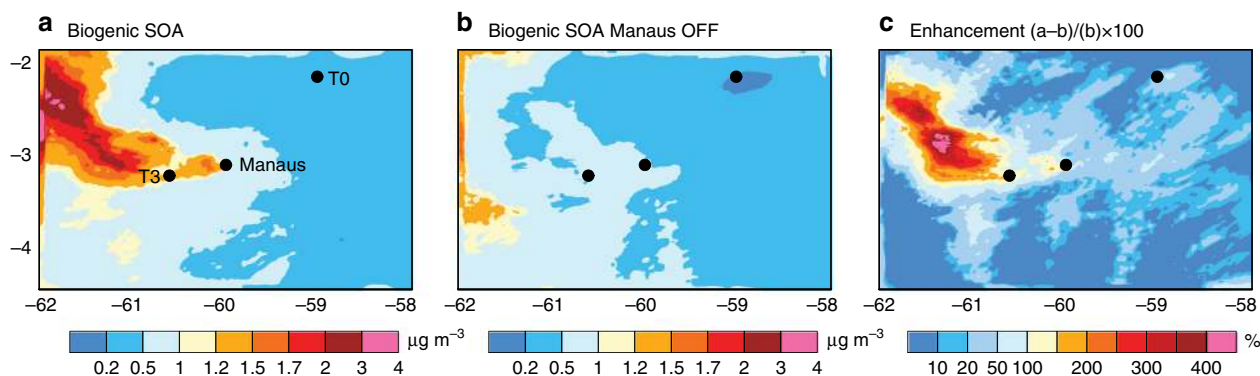 a Biogenic SOA
b Biogenic SOA Manaus OFF
c Enhancement (a–b)/(b)×100
−2
−3
−4
T0
Manaus
T3
−62 −61 −60 −59 −58
−62 −61 −60 −59 −58
−62 −61 −60 −59 −58
0.2 0.5 1 1.2 1.5 1.7 2 3 4 μg m⁻³
0.2 0.5 1 1.2 1.5 1.7 2 3 4 μg m⁻³
10 20 50 100 200 300 400 %